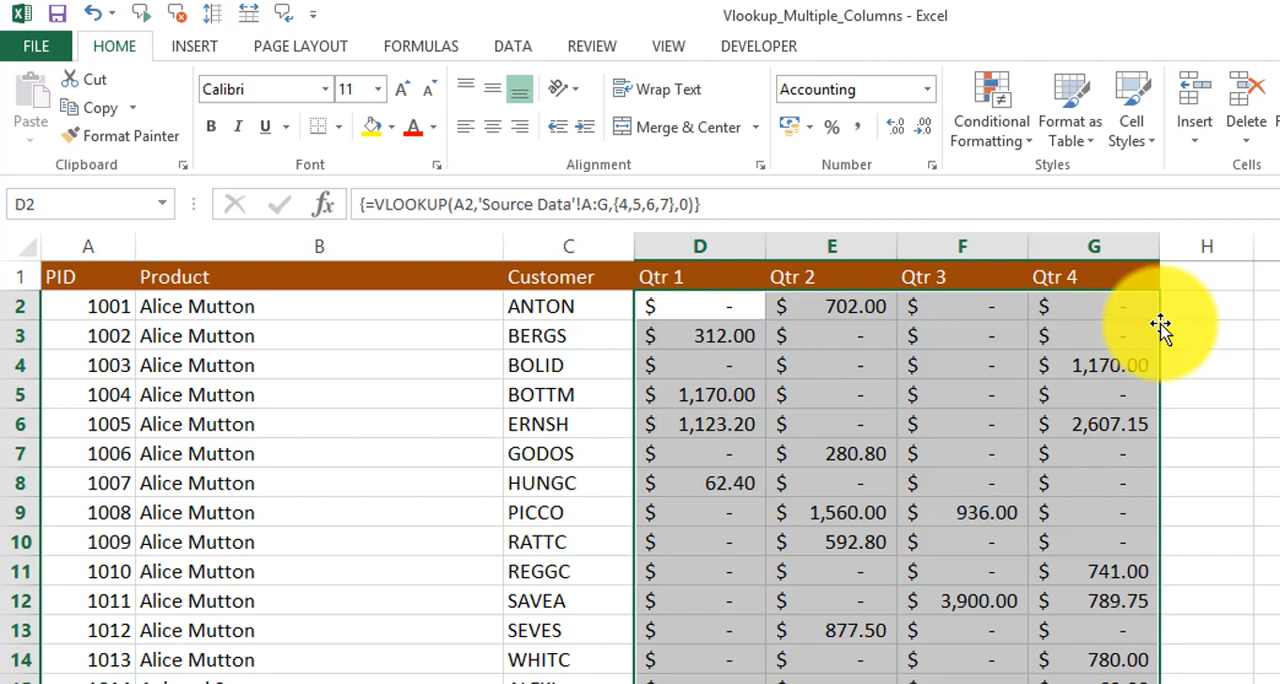 Vlookup_Multiple_Columns - Excel
FILE HOME INSERT PAGE LAYOUT FORMULAS DATA REVIEW VIEW DEVELOPER
Paste
Cut
Copy
Format Painter
Clipboard
Calibri 11
B I U A
Font
Wrap Text
Merge & Center
Alignment
Accounting
$ % ,
Number
Conditional Formatting
Format as Table
Cell Styles
Styles
Insert
Delete
Cells
D2 fx {=VLOOKUP(A2,'Source Data'!A:G,{4,5,6,7},0)}
A B C D E F G H
1 PID Product Customer Qtr 1 Qtr 2 Qtr 3 Qtr 4
2 1001 Alice Mutton ANTON $ - $ 702.00 $ - $ -
3 1002 Alice Mutton BERGS $ 312.00 $ - $ - $ -
4 1003 Alice Mutton BOLID $ - $ - $ - $ 1,170.00
5 1004 Alice Mutton BOTTM $ 1,170.00 $ - $ - $ -
6 1005 Alice Mutton ERNSH $ 1,123.20 $ - $ - $ 2,607.15
7 1006 Alice Mutton GODOS $ - $ 280.80 $ - $ -
8 1007 Alice Mutton HUNGC $ 62.40 $ - $ - $ -
9 1008 Alice Mutton PICCO $ - $ 1,560.00 $ 936.00 $ -
10 1009 Alice Mutton RATTC $ - $ 592.80 $ - $ -
11 1010 Alice Mutton REGGC $ - $ - $ - $ 741.00
12 1011 Alice Mutton SAVEA $ - $ - $ 3,900.00 $ 789.75
13 1012 Alice Mutton SEVES $ - $ 877.50 $ - $ -
14 1013 Alice Mutton WHITC $ - $ - $ - $ 780.00